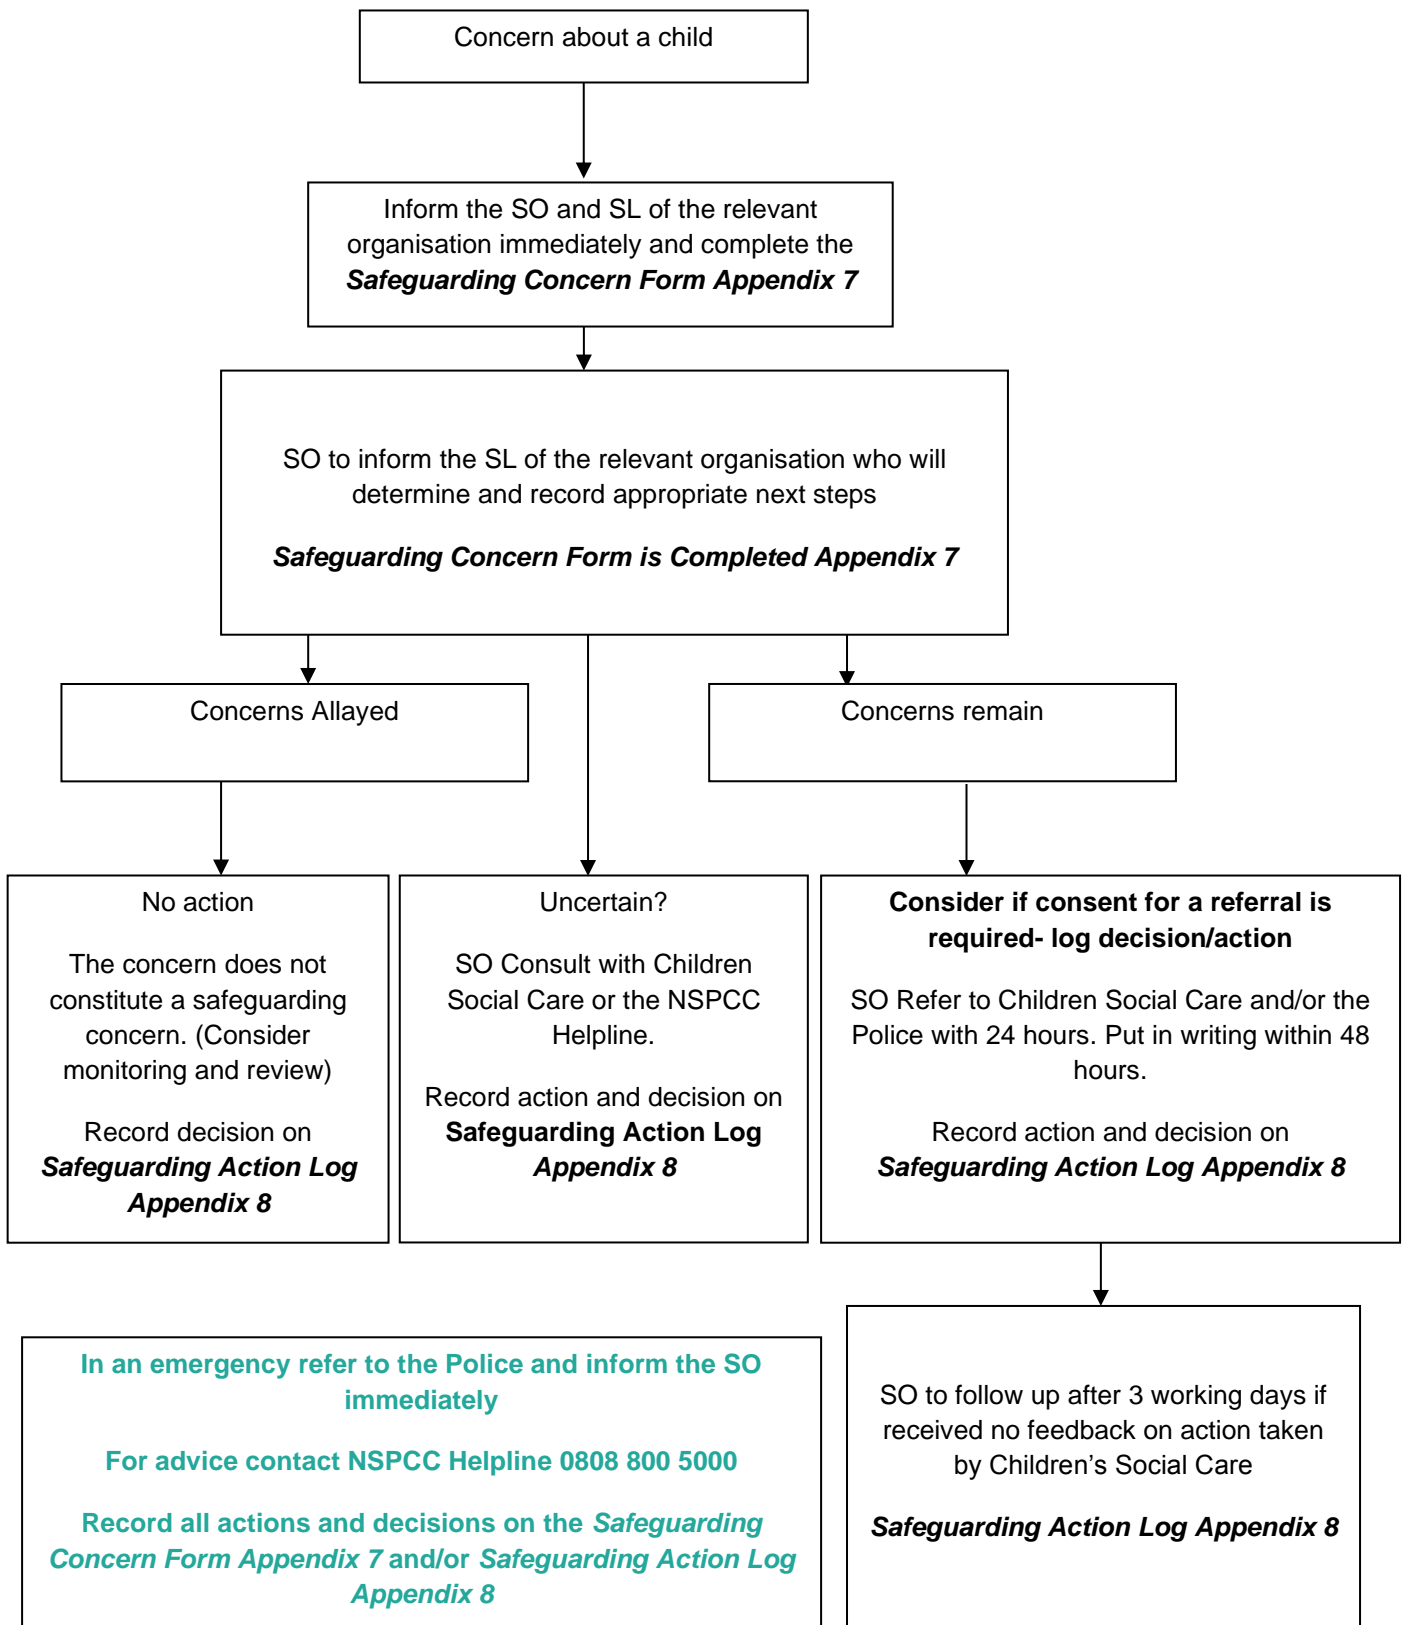 Concern about a child
Inform the SO and SL of the relevant
organisation immediately and complete the
Safeguarding Concern Form Appendix 7
SO to inform the SL of the relevant organisation who will
determine and record appropriate next steps
Safeguarding Concern Form is Completed Appendix 7
Concerns Allayed
Concerns remain
No action
The concern does not
constitute a safeguarding
concern. (Consider
monitoring and review)
Record decision on
Safeguarding Action Log
Appendix 8
Uncertain?
SO Consult with Children
Social Care or the NSPCC
Helpline.
Record action and decision on
Safeguarding Action Log
Appendix 8
Consider if consent for a referral is
required- log decision/action
SO Refer to Children Social Care and/or the
Police with 24 hours. Put in writing within 48
hours.
Record action and decision on
Safeguarding Action Log Appendix 8
In an emergency refer to the Police and inform the SO
immediately
For advice contact NSPCC Helpline 0808 800 5000
Record all actions and decisions on the Safeguarding
Concern Form Appendix 7 and/or Safeguarding Action Log
Appendix 8
SO to follow up after 3 working days if
received no feedback on action taken
by Children’s Social Care
Safeguarding Action Log Appendix 8